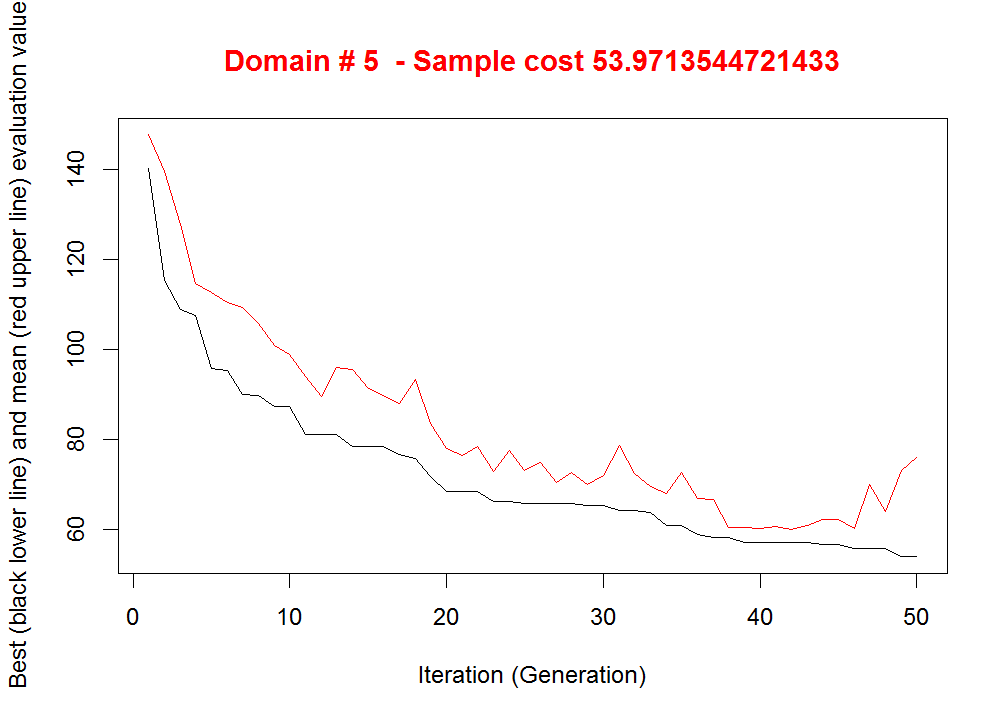 Domain # 5  - Sample cost 53.9713544721433
Best (black lower line) and mean (red upper line) evaluation value
140
120
100
80
60
0 10 20 30 40 50
Iteration (Generation)